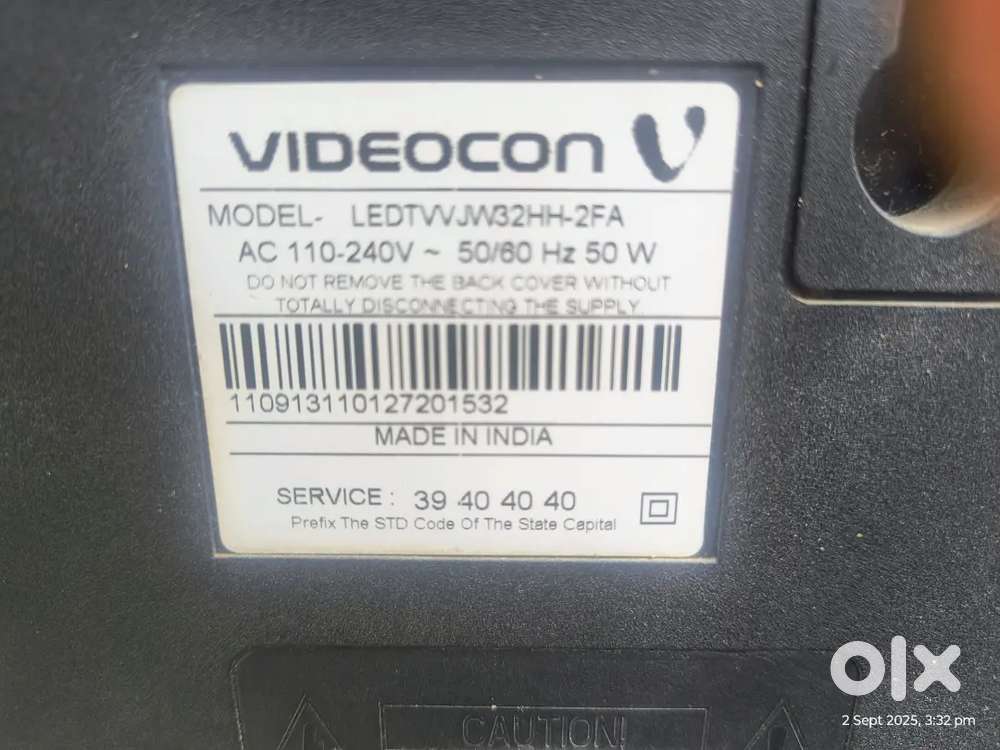 VIDEOCON
MODEL- LEDTVVJW32HH-2FA
AC 110-240V ~ 50/60 Hz 50 W
DO NOT REMOVE THE BACK COVER WITHOUT
TOTALLY DISCONNECTING THE SUPPLY.
110913110127201532
MADE IN INDIA
SERVICE : 39 40 40 40
Prefix The STD Code Of The State Capital
CAUTION!
olx
2 Sept 2025, 3:32 pm